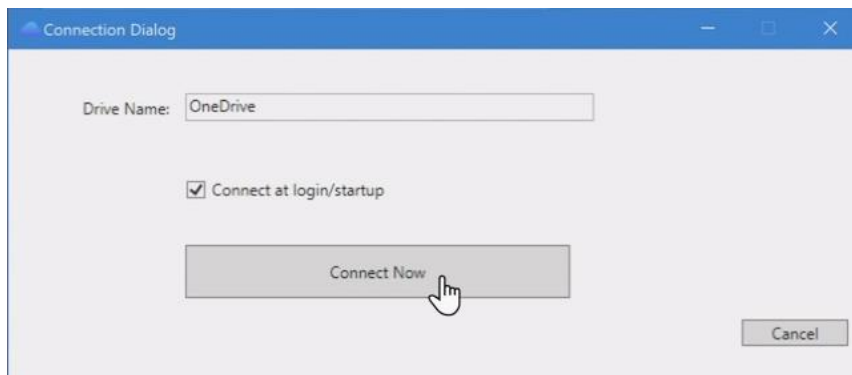 Connection Dialog
Drive Name: OneDrive
Connect at login/startup
Connect Now
Cancel